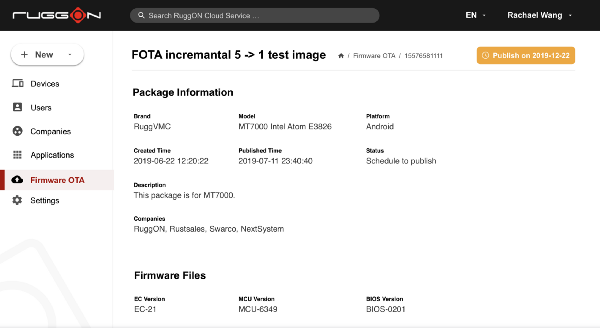 RUGGON
Search RuggON Cloud Service ...
EN
Rachael Wang
+ New
Devices
Users
Companies
Applications
Firmware OTA
Settings
FOTA incremantal 5 -> 1 test image
/ Firmware OTA / 15576581111
Publish on 2019-12-22
Package Information
Brand
RuggVMC
Model
MT7000 Intel Atom E3826
Platform
Android
Created Time
2019-06-22 12:20:22
Published Time
2019-07-11 23:40:40
Status
Schedule to publish
Description
This package is for MT7000.
Companies
RuggON, Rustsales, Swarco, NextSystem
Firmware Files
EC Version
EC-21
MCU Version
MCU-6349
BIOS Version
BIOS-0201